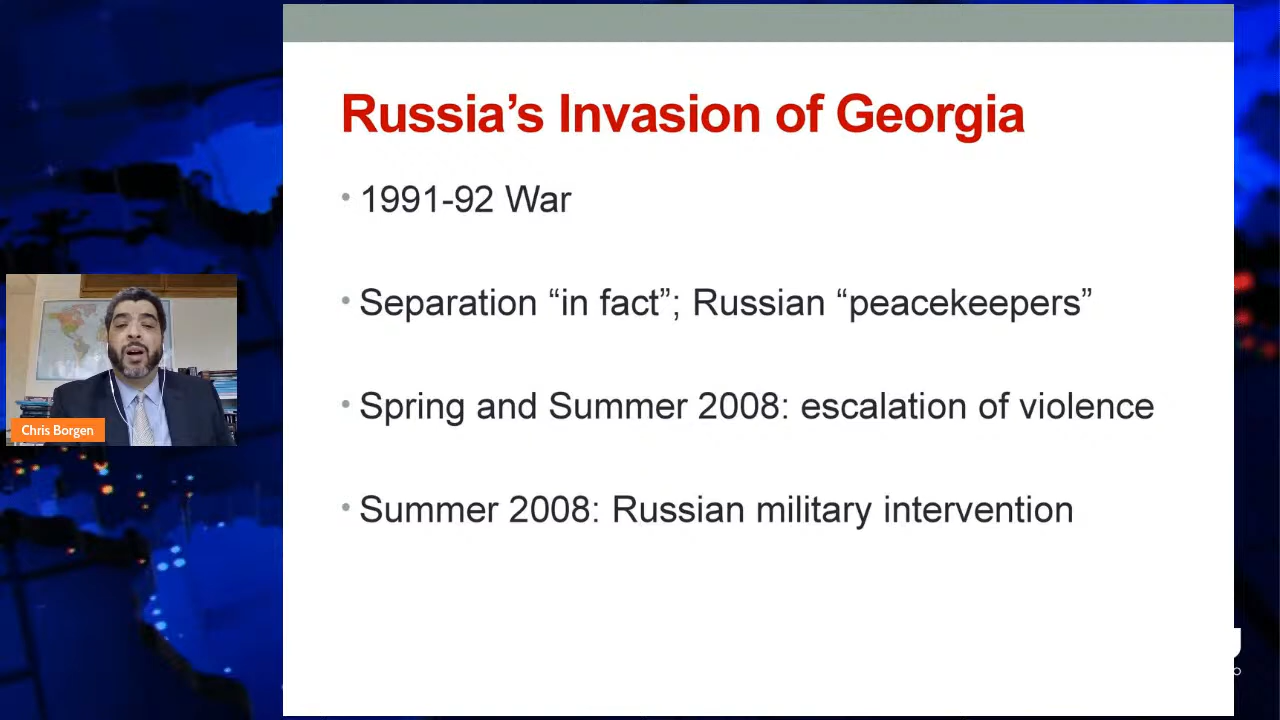 Russia’s Invasion of Georgia
• 1991-92 War
• Separation “in fact”; Russian “peacekeepers”
• Spring and Summer 2008: escalation of violence
• Summer 2008: Russian military intervention
Chris Borgen